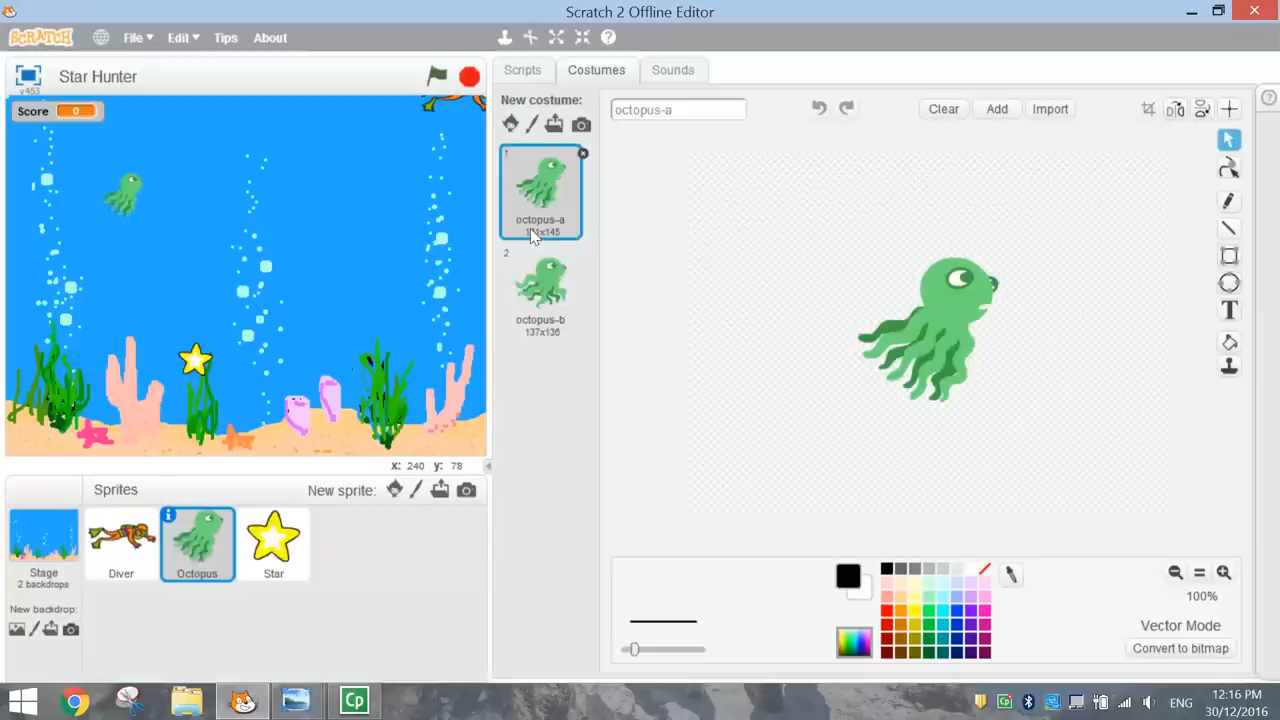 Scratch 2 Offline Editor
SCRATCH File Edit Tips About
v453 Star Hunter
Scripts Costumes Sounds
New costume:
octopus-a
Clear Add Import
Score 0
1
octopus-a
2
octopus-b
137x136
x: 240 y: 78
Sprites New sprite:
Stage
2 backdrops
New backdrop:
Diver
Octopus
Star
T
100%
Vector Mode
Convert to bitmap
Cp
ENG
12:16 PM
30/12/2016